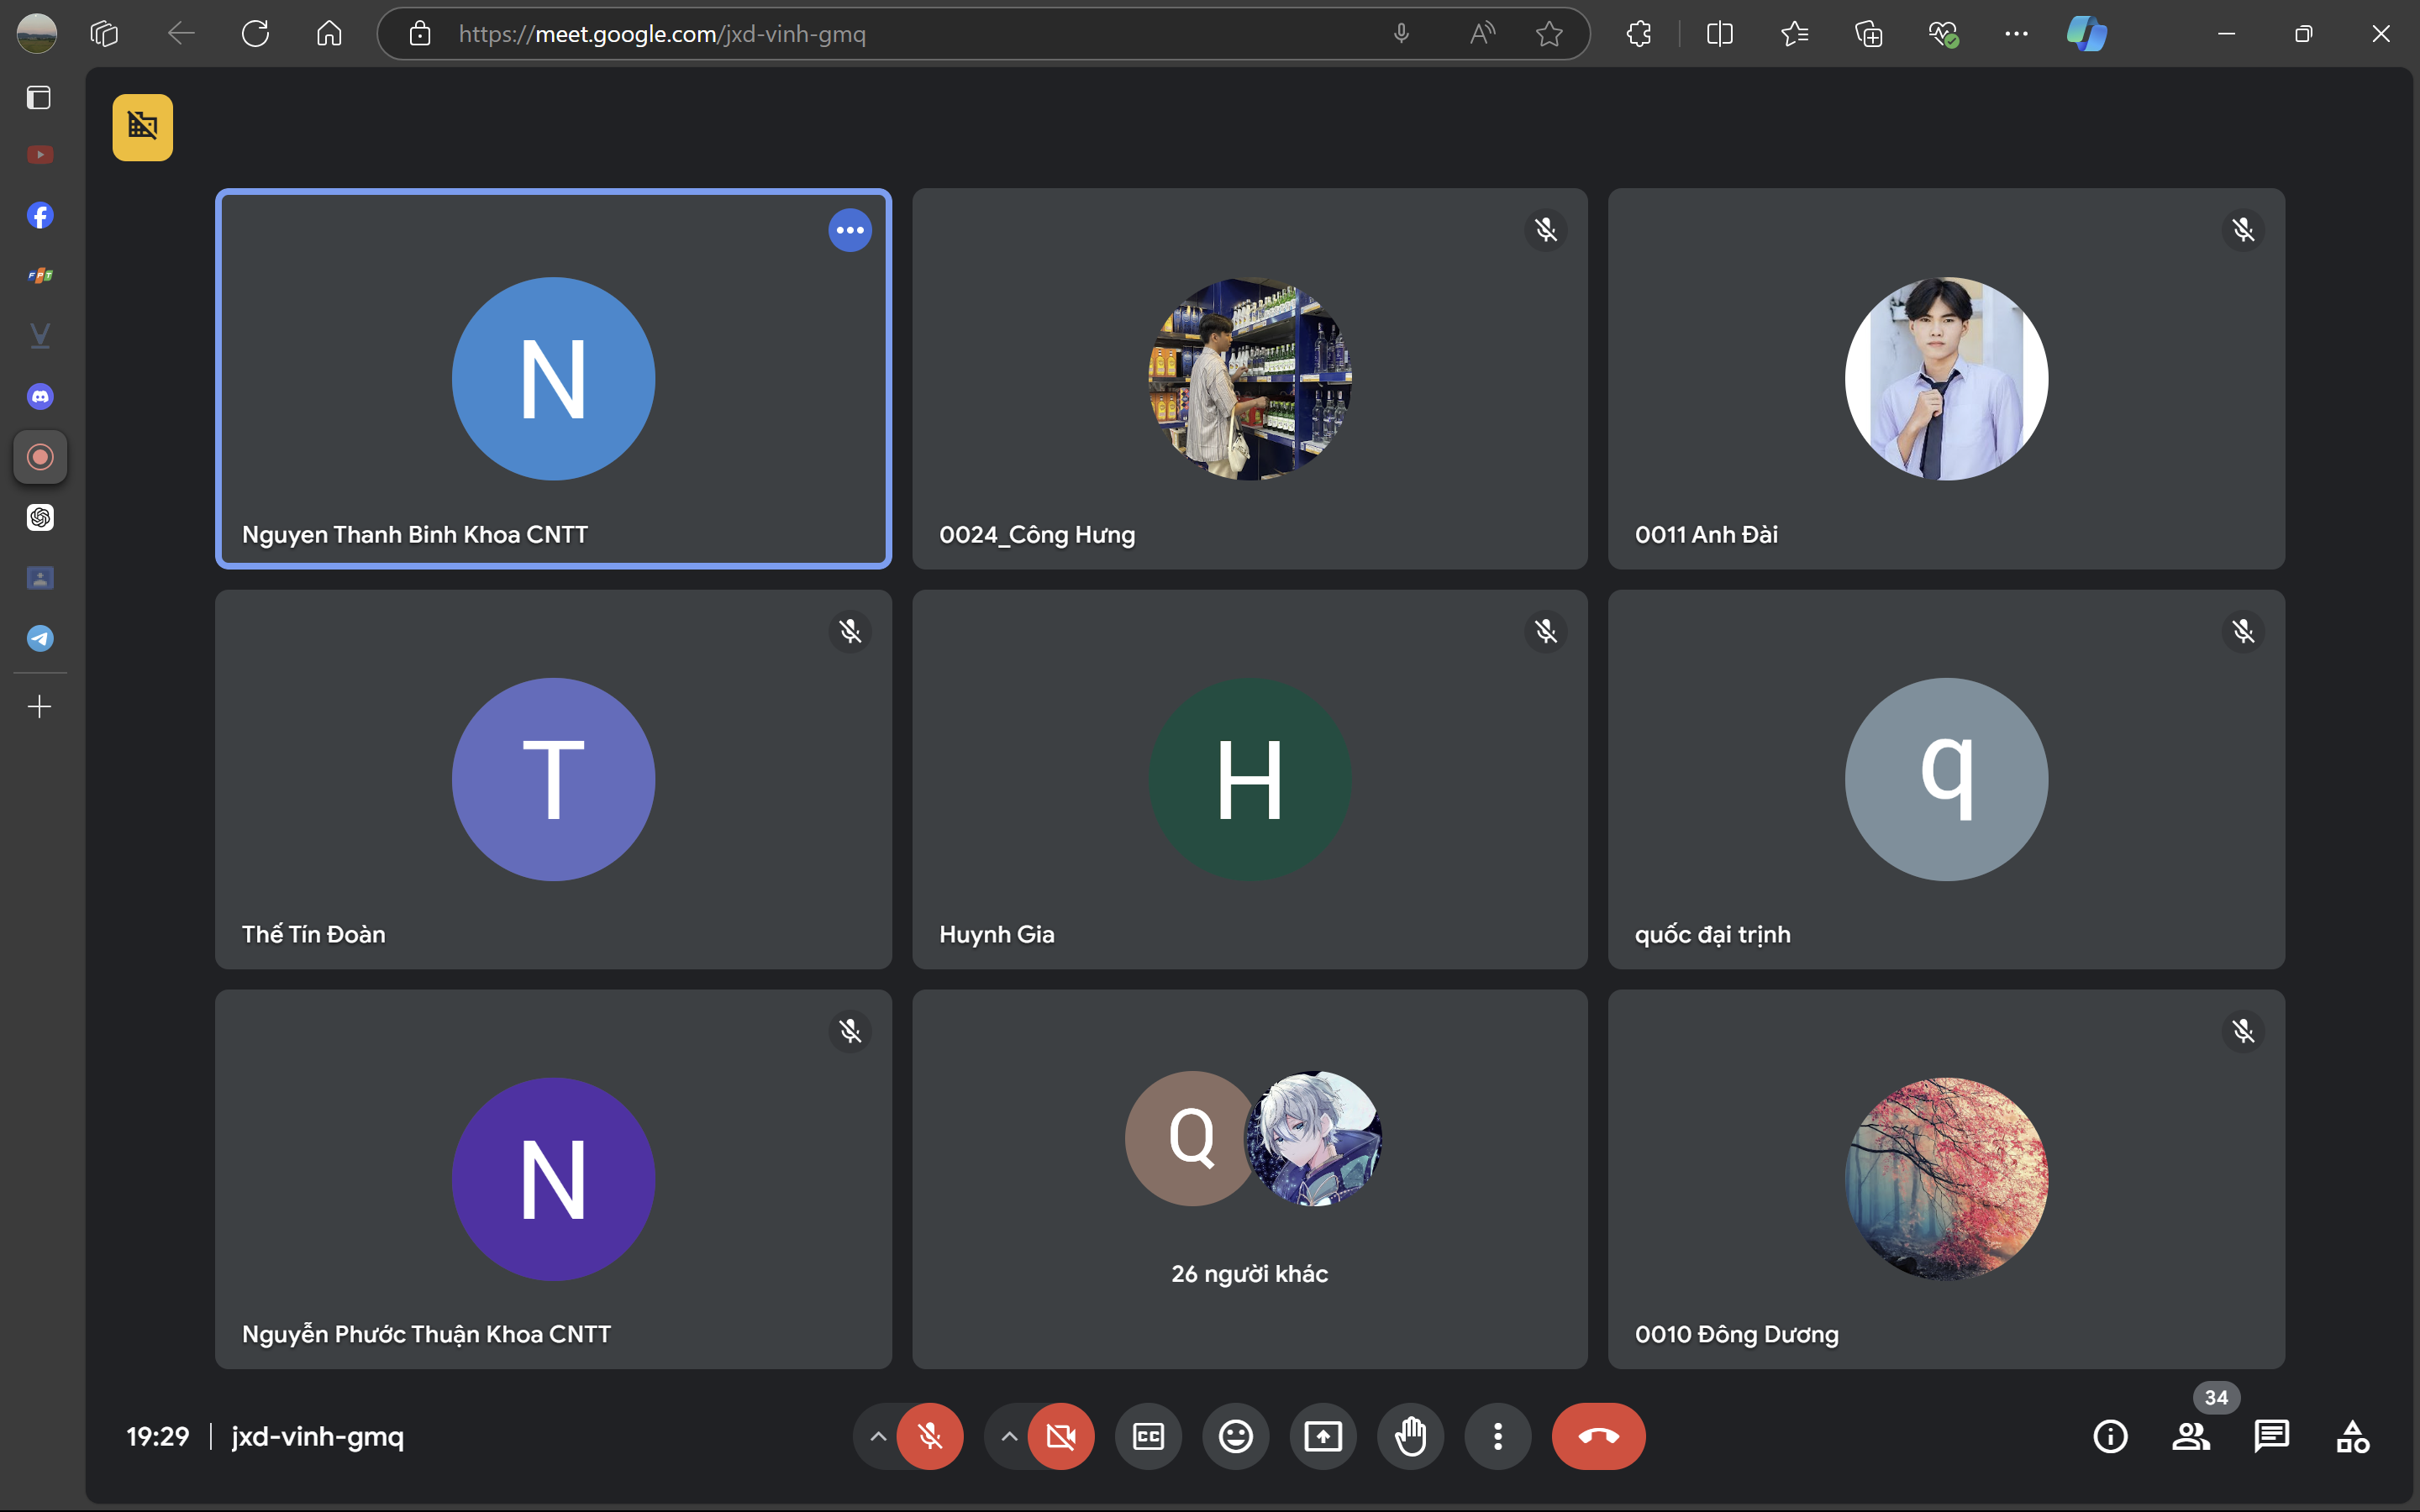 https://meet.google.com/jxd-vinh-gmq
FPT
N
Nguyen Thanh Binh Khoa CNTT
0024_Công Hưng
0011 Anh Đài
T
Thế Tín Đoàn
H
Huynh Gia
q
quốc đại trịnh
N
Nguyễn Phước Thuận Khoa CNTT
Q
26 người khác
0010 Đông Dương
19:29 | jxd-vinh-gmq
CC
34